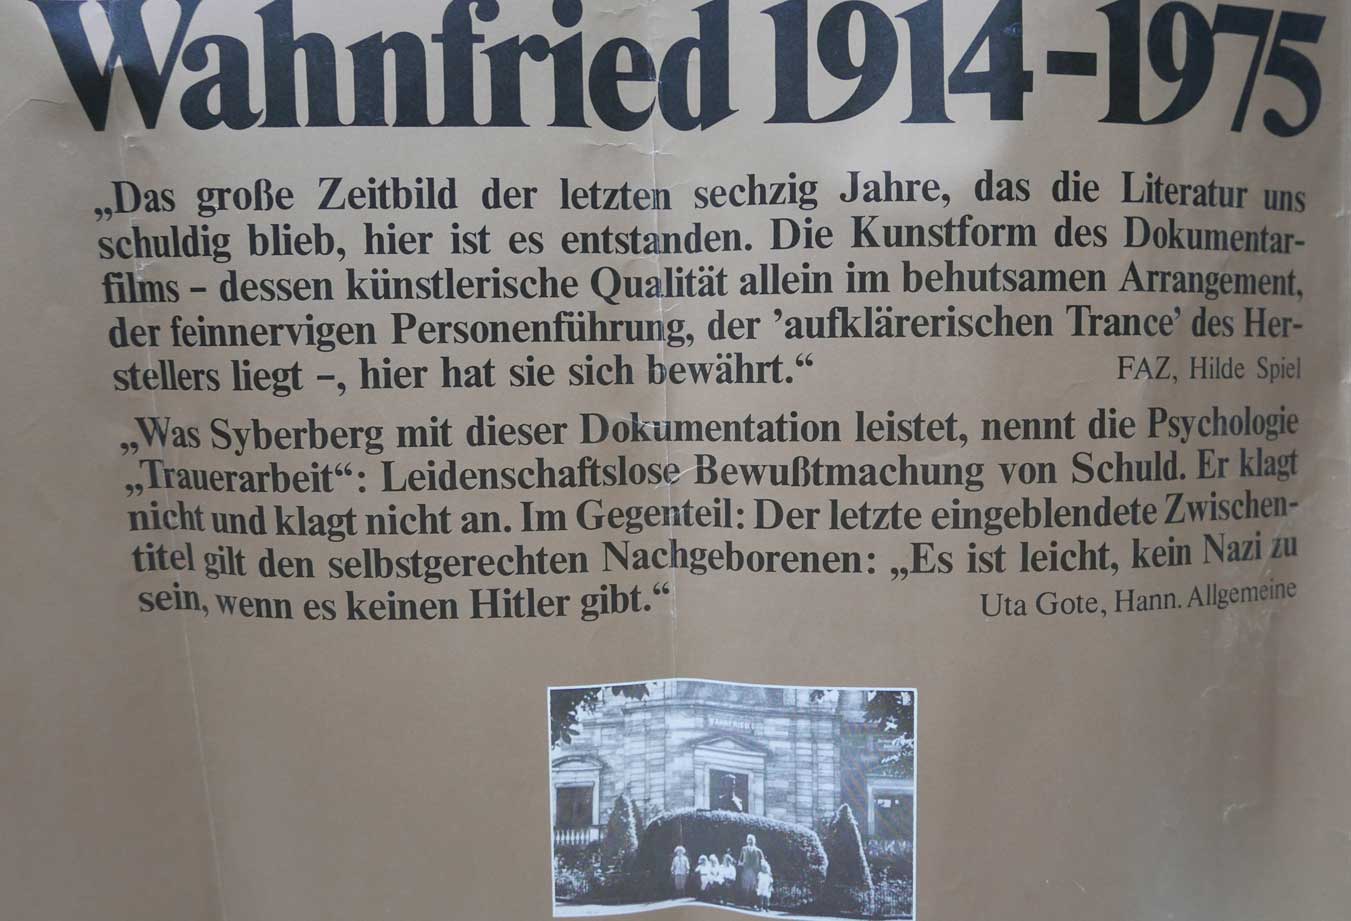 Wahnfried 1914–1975
„Das große Zeitbild der letzten sechzig Jahre, das die Literatur uns
schuldig blieb, hier ist es entstanden. Die Kunstform des Dokumentar-
films – dessen künstlerische Qualität allein im behutsamen Arrangement,
der feinnervigen Personenführung, der ’aufklärerischen Trance’ des Her-
stellers liegt –, hier hat sie sich bewährt.“ FAZ, Hilde Spiel
„Was Syberberg mit dieser Dokumentation leistet, nennt die Psychologie
„Trauerarbeit“: Leidenschaftslose Bewußtmachung von Schuld. Er klagt
nicht und klagt nicht an. Im Gegenteil: Der letzte eingeblendete Zwischen-
titel gilt den selbstgerechten Nachgeborenen: „Es ist leicht, kein Nazi zu
sein, wenn es keinen Hitler gibt.“ Uta Gote, Hann. Allgemeine